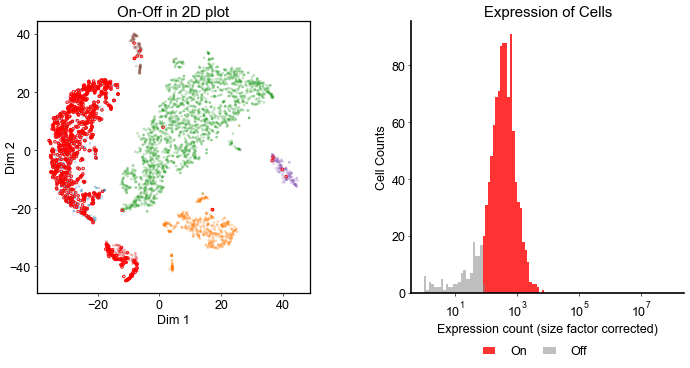 On-Off in 2D plot
40
20
0
−20
−40
Dim 2
−20
0
20
40
Dim 1
Expression of Cells
80
60
40
20
0
Cell Counts
10^1
10^3
10^5
10^7
Expression count (size factor corrected)
On
Off